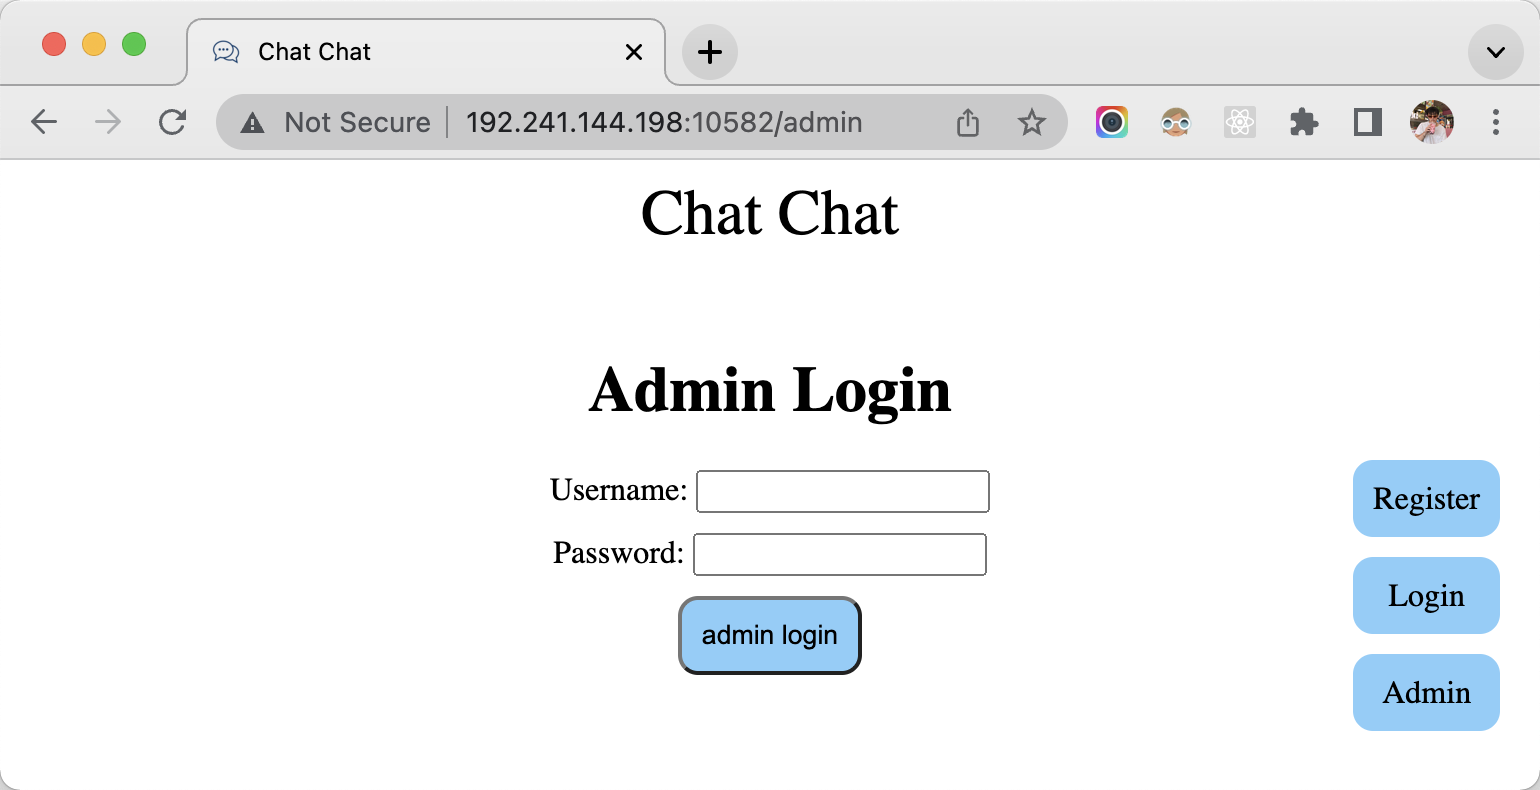 Chat Chat
Not Secure 192.241.144.198:10582/admin
Chat Chat
Admin Login
Username:
Password:
admin login
Register
Login
Admin